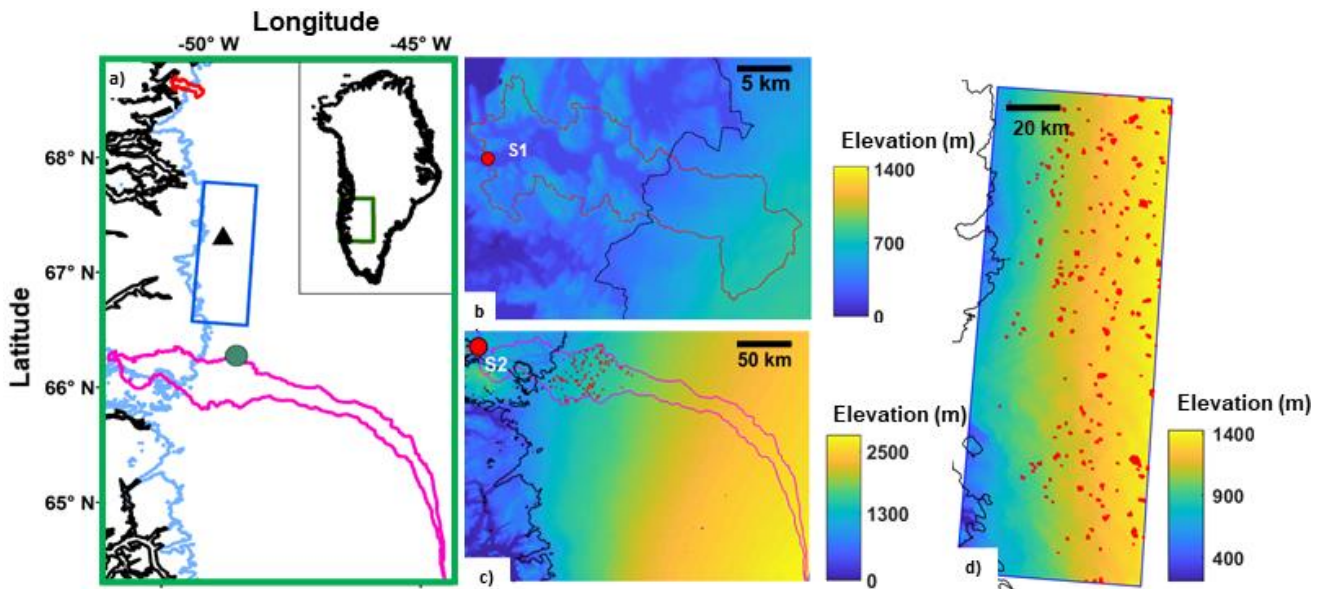 Longitude
-50° W
-45° W
a)
Latitude
68° N
67° N
66° N
65° N
5 km
S1
b
Elevation (m)
1400
700
0
50 km
S2
c)
Elevation (m)
2500
1300
0
20 km
d)
Elevation (m)
1400
900
400